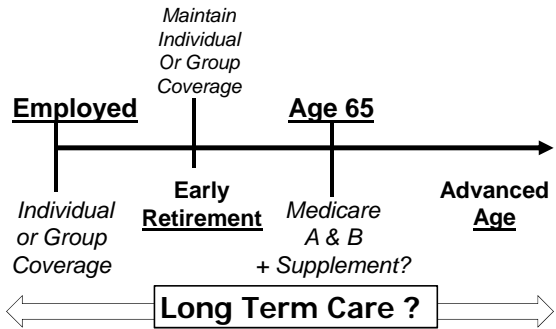 Maintain
Individual
Or Group
Coverage
Employed
Age 65
Individual
or Group
Coverage
Early
Retirement
Medicare
A & B
+ Supplement?
Advanced
Age
Long Term Care ?